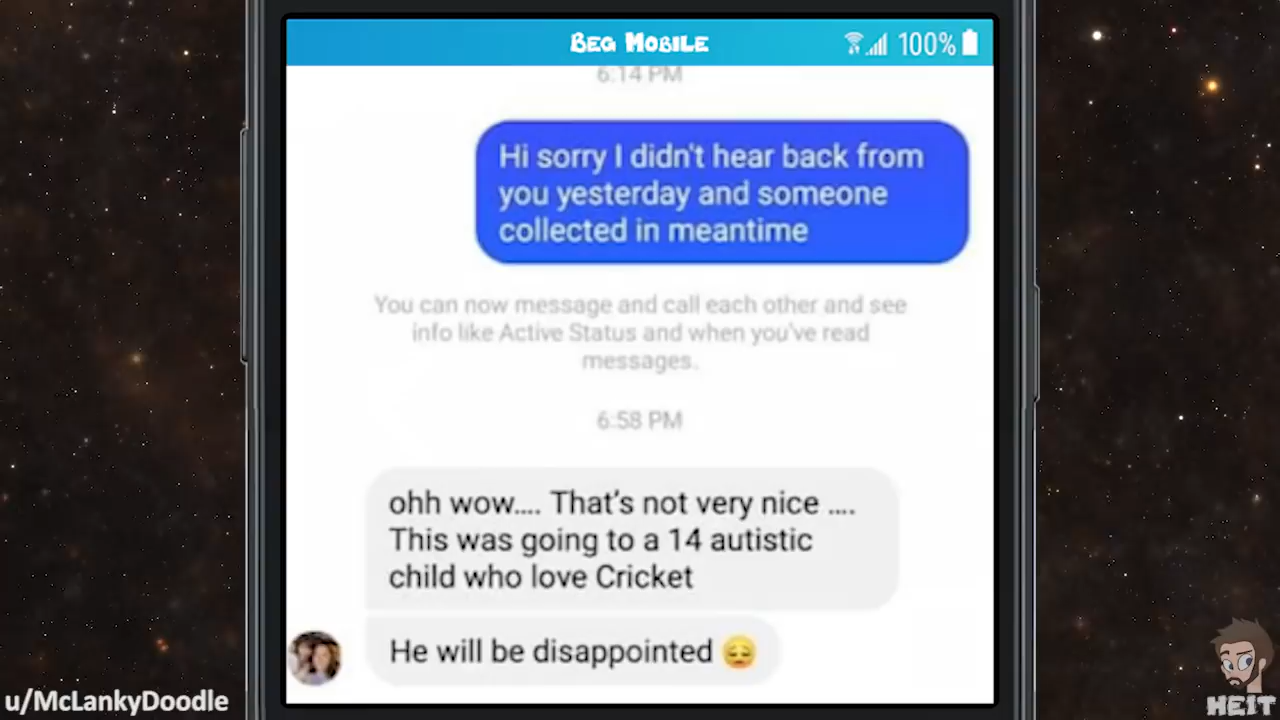 Beg Mobile
100%
6:14 PM
Hi sorry I didn't hear back from
you yesterday and someone
collected in meantime
You can now message and call each other and see
info like Active Status and when you've read
messages.
6:58 PM
ohh wow.... That's not very nice ....
This was going to a 14 autistic
child who love Cricket
He will be disappointed 😔
u/McLankyDoodle
HEIT